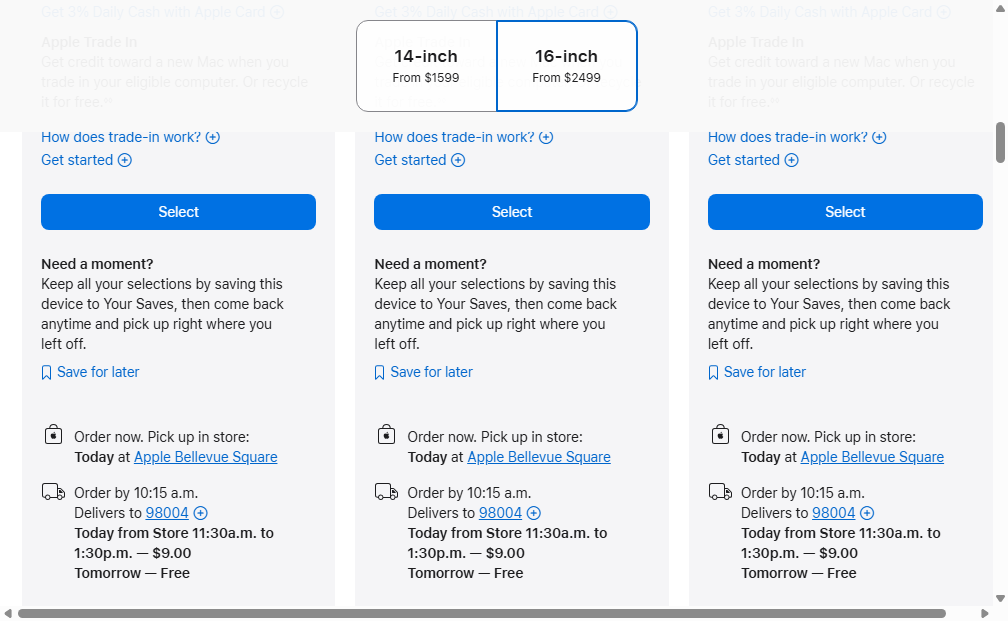 Get 3% Daily Cash with Apple Card
Get 3% Daily Cash with Apple Card
Get 3% Daily Cash with Apple Card
14-inch
From $1599
16-inch
From $2499
Apple Trade In
Get credit toward a new Mac when you
trade in your eligible computer. Or recycle
it for free.
How does trade-in work?
Get started
Select
Need a moment?
Keep all your selections by saving this
device to Your Saves, then come back
anytime and pick up right where you
left off.
Save for later
Order now. Pick up in store:
Today at Apple Bellevue Square
Order by 10:15 a.m.
Delivers to 98004
Today from Store 11:30a.m. to
1:30p.m. — $9.00
Tomorrow — Free
How does trade-in work?
Get started
Select
Need a moment?
Keep all your selections by saving this
device to Your Saves, then come back
anytime and pick up right where you
left off.
Save for later
Order now. Pick up in store:
Today at Apple Bellevue Square
Order by 10:15 a.m.
Delivers to 98004
Today from Store 11:30a.m. to
1:30p.m. — $9.00
Tomorrow — Free
Apple Trade In
Get credit toward a new Mac when you
trade in your eligible computer. Or recycle
it for free.
How does trade-in work?
Get started
Select
Need a moment?
Keep all your selections by saving this
device to Your Saves, then come back
anytime and pick up right where you
left off.
Save for later
Order now. Pick up in store:
Today at Apple Bellevue Square
Order by 10:15 a.m.
Delivers to 98004
Today from Store 11:30a.m. to
1:30p.m. — $9.00
Tomorrow — Free